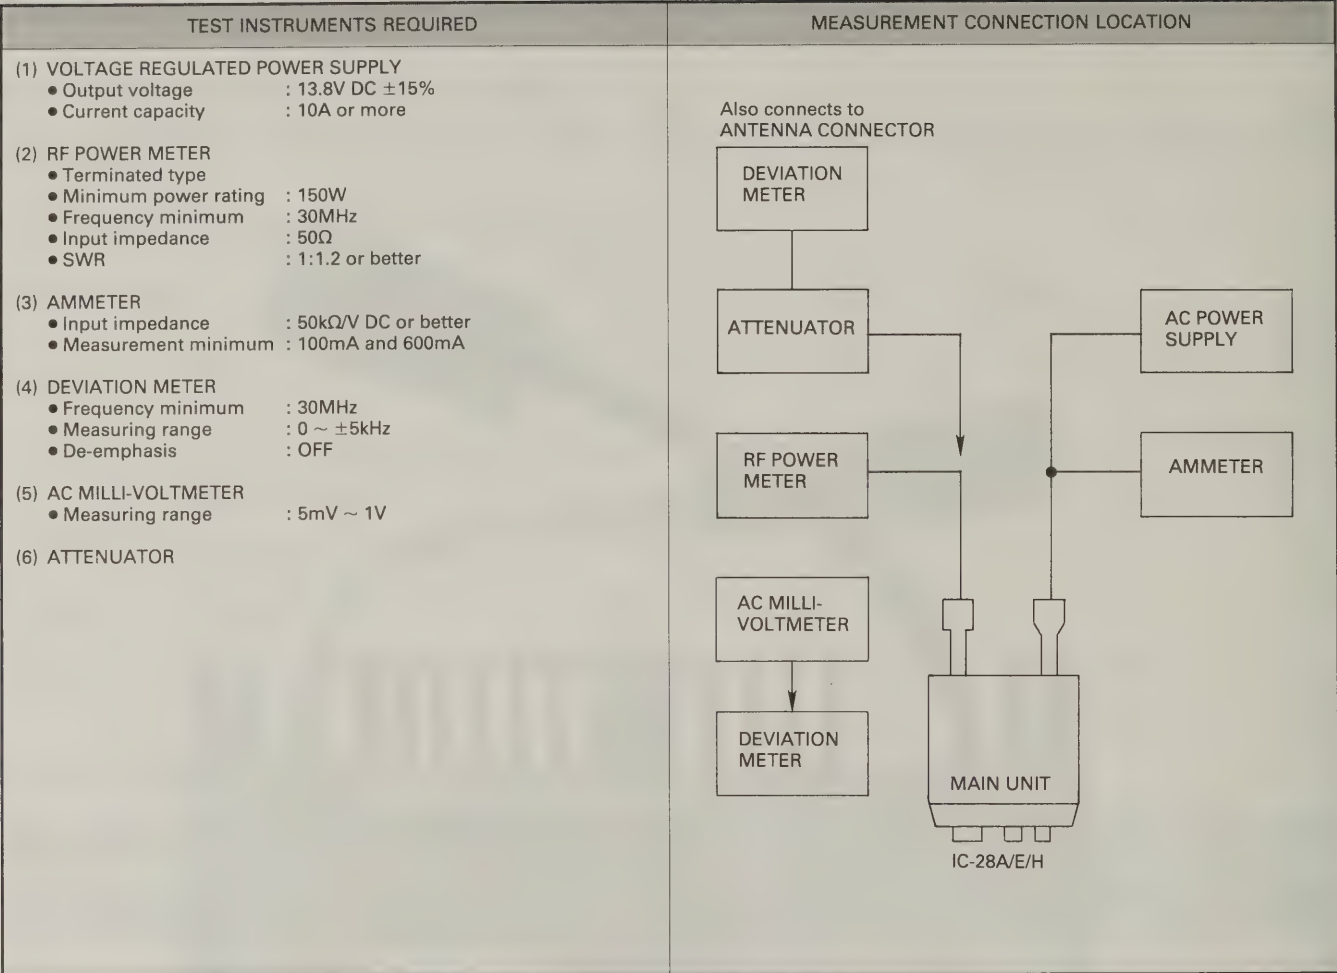 TEST INSTRUMENTS REQUIRED
(1) VOLTAGE REGULATED POWER SUPPLY
● Output voltage : 13.8V DC ±15%
● Current capacity : 10A or more
(2) RF POWER METER
● Terminated type
● Minimum power rating : 150W
● Frequency minimum : 30MHz
● Input impedance : 50Ω
● SWR : 1:1.2 or better
(3) AMMETER
● Input impedance : 50kΩ/V DC or better
● Measurement minimum : 100mA and 600mA
(4) DEVIATION METER
● Frequency minimum : 30MHz
● Measuring range : 0 ~ ±5kHz
● De-emphasis : OFF
(5) AC MILLI-VOLTMETER
● Measuring range : 5mV ~ 1V
(6) ATTENUATOR
MEASUREMENT CONNECTION LOCATION
Also connects to
ANTENNA CONNECTOR
DEVIATION
METER
ATTENUATOR
AC POWER
SUPPLY
RF POWER
METER
AMMETER
AC MILLI-
VOLTMETER
DEVIATION
METER
MAIN UNIT
IC-28A/E/H